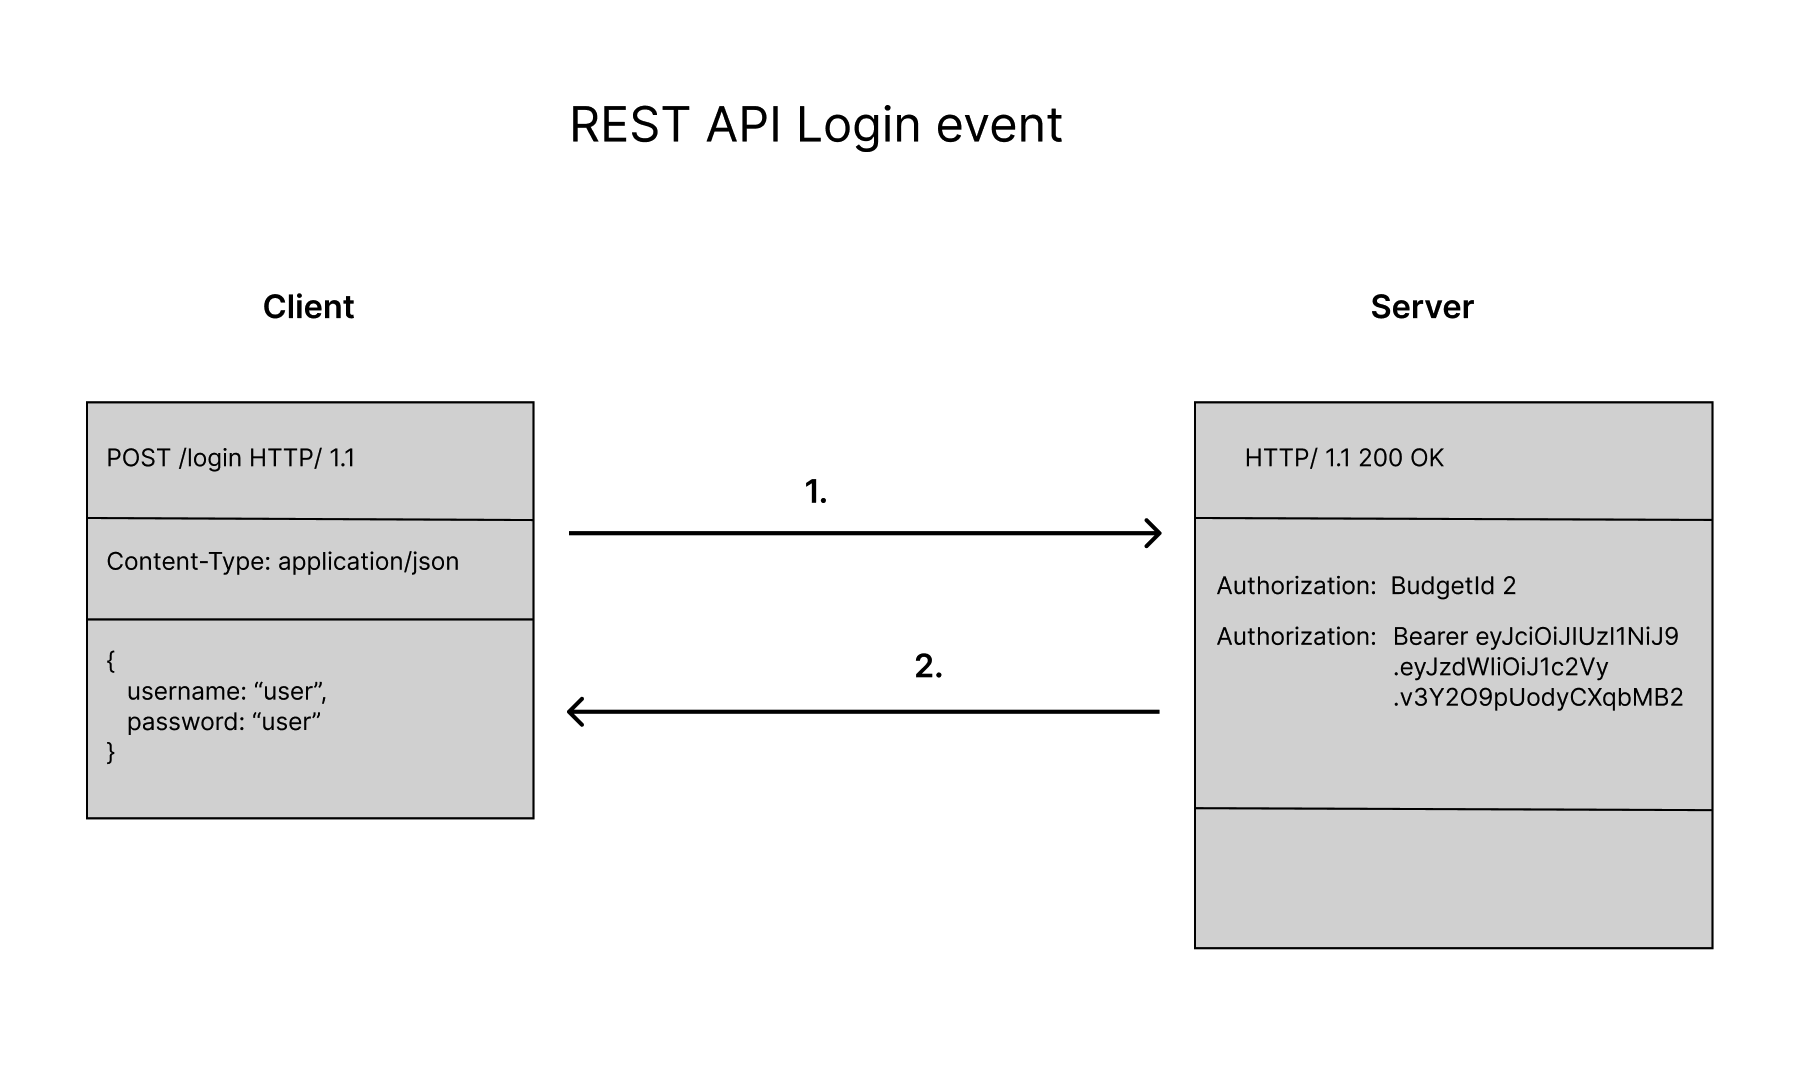 REST API Login event
Client
Server
POST /login HTTP/ 1.1
Content-Type: application/json
{
username: “user”,
password: “user”
}
1.
2.
HTTP/ 1.1 200 OK
Authorization: BudgetId 2
Authorization: Bearer eyJciOiJIUzI1NiJ9
.eyJzdWIiOiJ1c2Vy
.v3Y2O9pUodyCXqbMB2